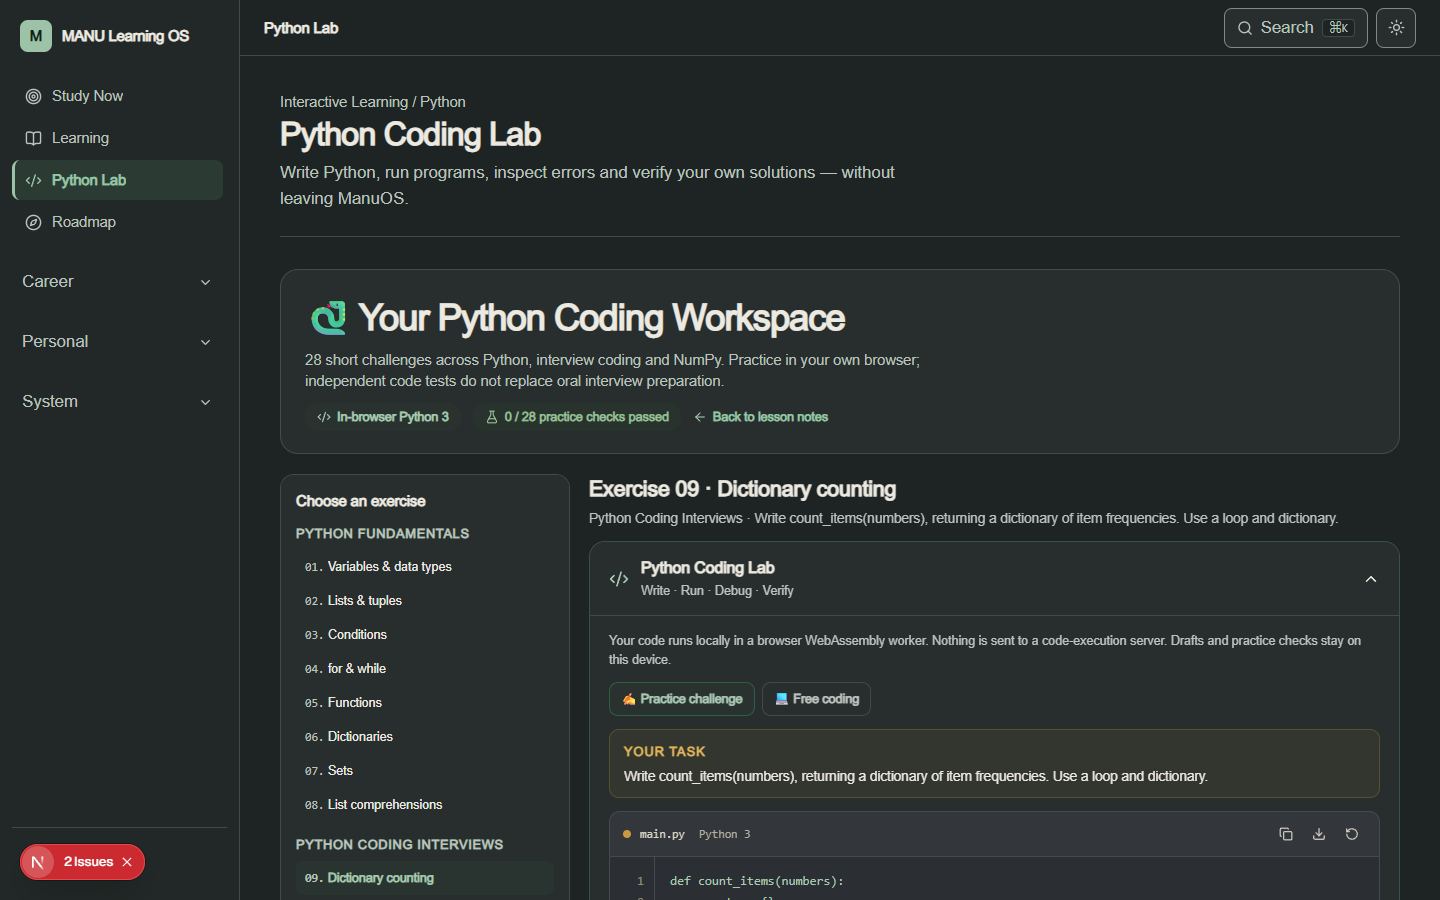 M MANU Learning OS
Study Now
Learning
Python Lab
Roadmap
Career
Personal
System
2 Issues
Python Lab
Search ⌘K
Interactive Learning / Python
Python Coding Lab
Write Python, run programs, inspect errors and verify your own solutions — without
leaving ManuOS.
Your Python Coding Workspace
28 short challenges across Python, interview coding and NumPy. Practice in your own browser;
independent code tests do not replace oral interview preparation.
In-browser Python 3
0 / 28 practice checks passed
Back to lesson notes
Choose an exercise
PYTHON FUNDAMENTALS
01. Variables & data types
02. Lists & tuples
03. Conditions
04. for & while
05. Functions
06. Dictionaries
07. Sets
08. List comprehensions
PYTHON CODING INTERVIEWS
09. Dictionary counting
Exercise 09 · Dictionary counting
Python Coding Interviews · Write count_items(numbers), returning a dictionary of item frequencies. Use a loop and dictionary.
Python Coding Lab
Write · Run · Debug · Verify
Your code runs locally in a browser WebAssembly worker. Nothing is sent to a code-execution server. Drafts and practice checks stay on
this device.
Practice challenge
Free coding
YOUR TASK
Write count_items(numbers), returning a dictionary of item frequencies. Use a loop and dictionary.
main.py Python 3
1 def count_items(numbers):